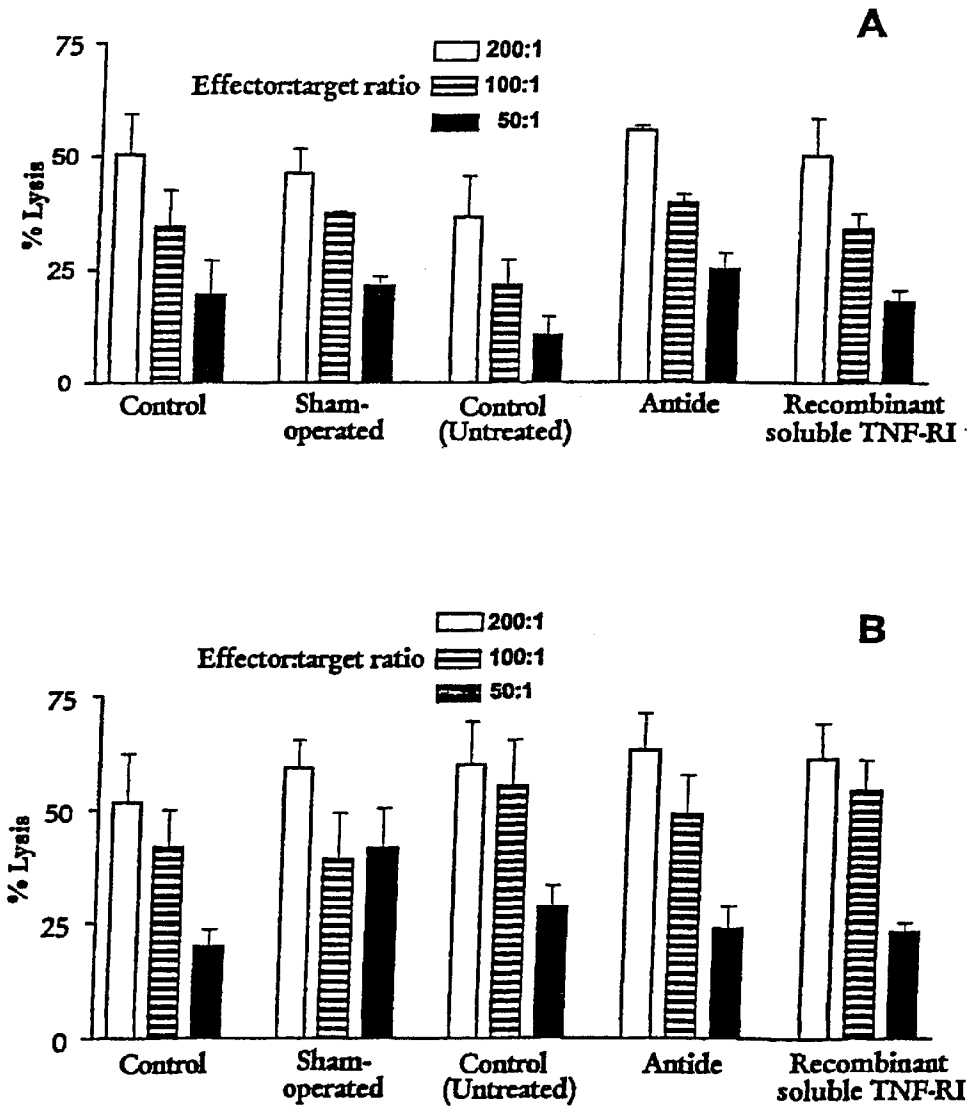 A
75
50
25
0
% Lysis
Effector:target ratio
200:1
100:1
50:1
Control
Sham-
operated
Control
(Untreated)
Antide
Recombinant
soluble TNF-RI
B
75
50
25
0
% Lysis
Effector:target ratio
200:1
100:1
50:1
Control
Sham-
operated
Control
(Untreated)
Antide
Recombinant
soluble TNF-RI